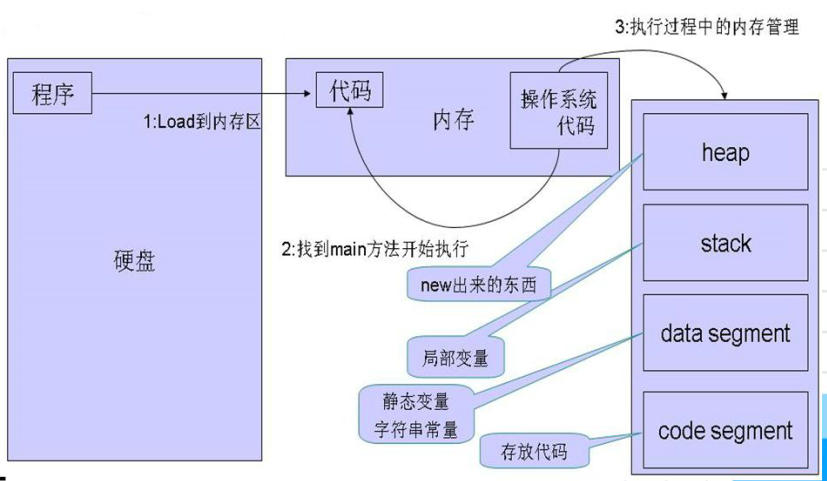 3:执行过程中的内存管理
程序
代码
操作系统
代码
内存
1:Load到内存区
heap
硬盘
2:找到main方法开始执行
stack
new出来的东西
data segment
局部变量
静态变量
字符串常量
code segment
存放代码